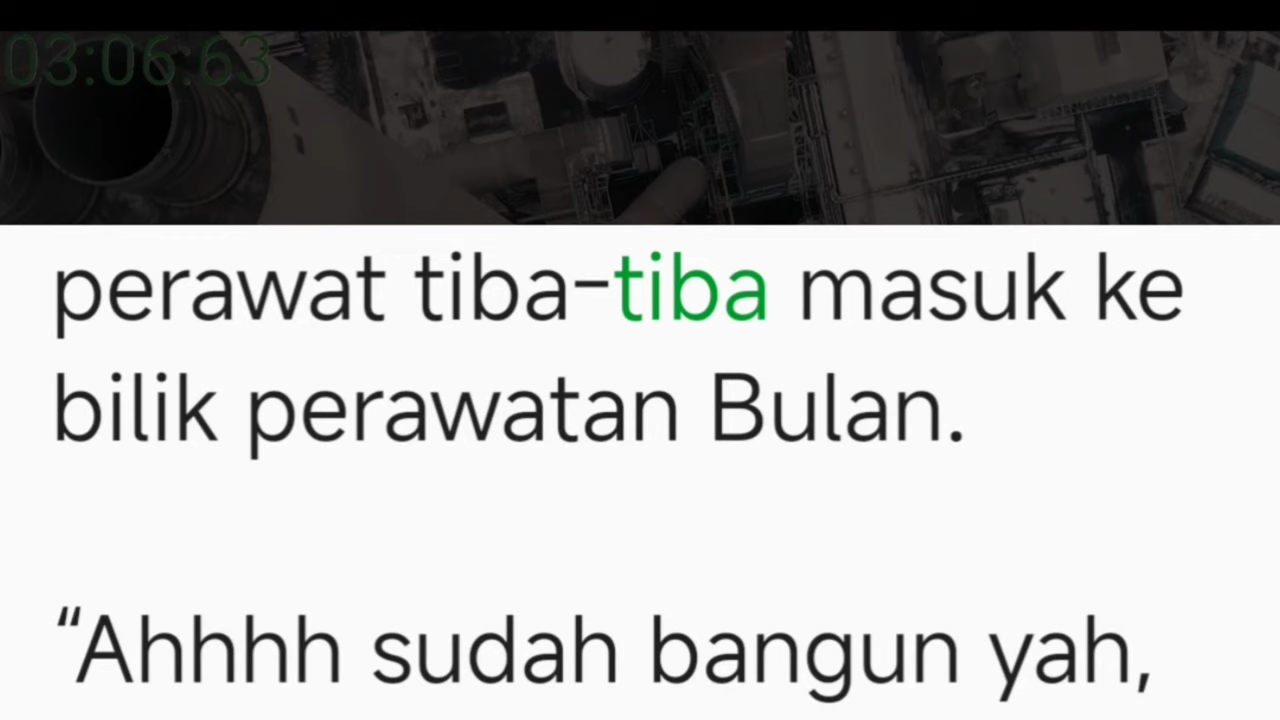 03:06:63
perawat tiba-tiba masuk ke
bilik perawatan Bulan.
“Ahhhh sudah bangun yah,